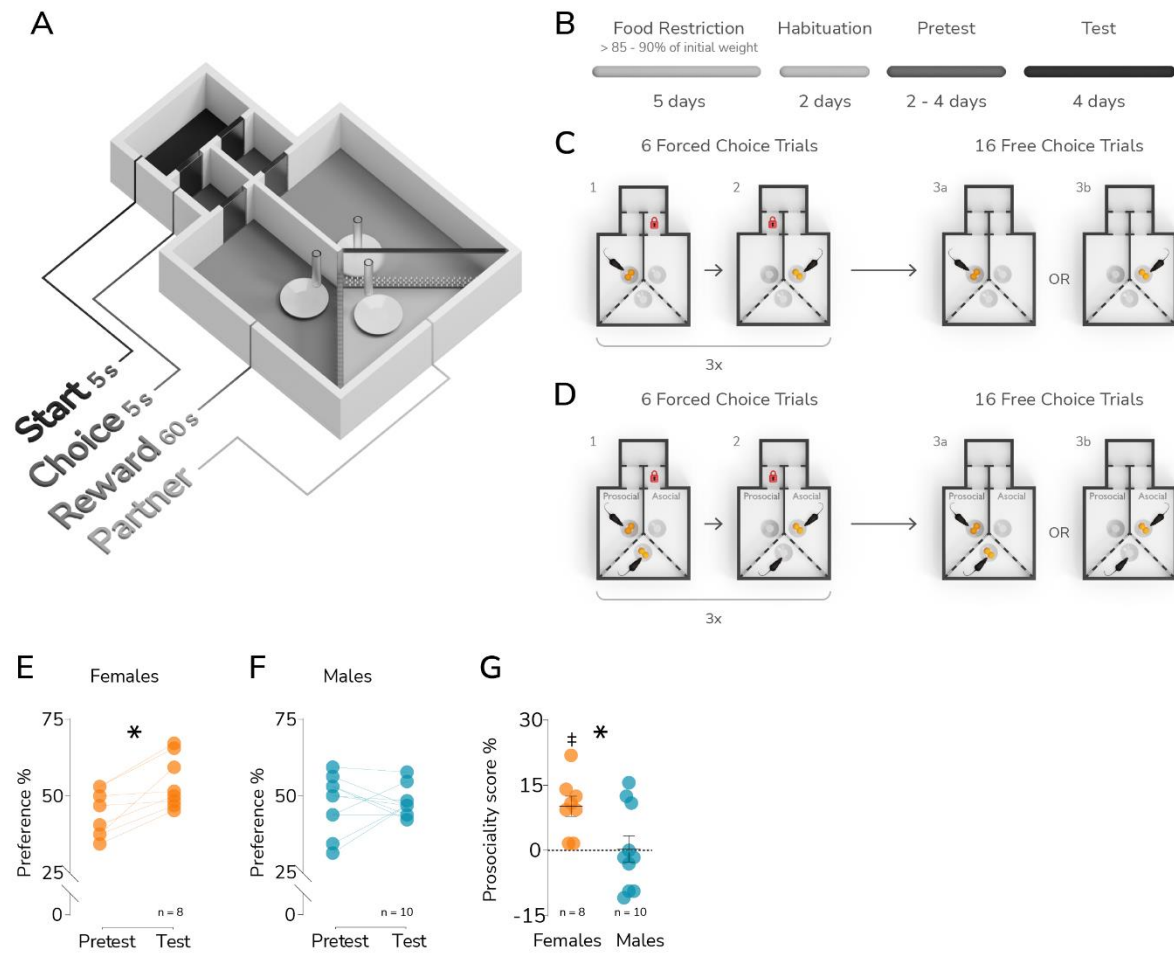 A
Start 5 s
Choice 5 s
Reward 60 s
Partner
B
Food Restriction Habituation Pretest Test
> 85 - 90% of initial weight
5 days 2 days 2 - 4 days 4 days
C
6 Forced Choice Trials 16 Free Choice Trials
1 2 3a 3b
OR
3x
D
6 Forced Choice Trials 16 Free Choice Trials
1 2 3a 3b
Prosocial Asocial Prosocial Asocial Prosocial Asocial Prosocial Asocial
OR
3x
E
Females
*
Preference %
75
50
25
0
n = 8
Pretest Test
F
Males
Preference %
75
50
25
0
n = 10
Pretest Test
G
‡ *
Prosociality score %
30
15
0
-15
n = 8 n = 10
Females Males